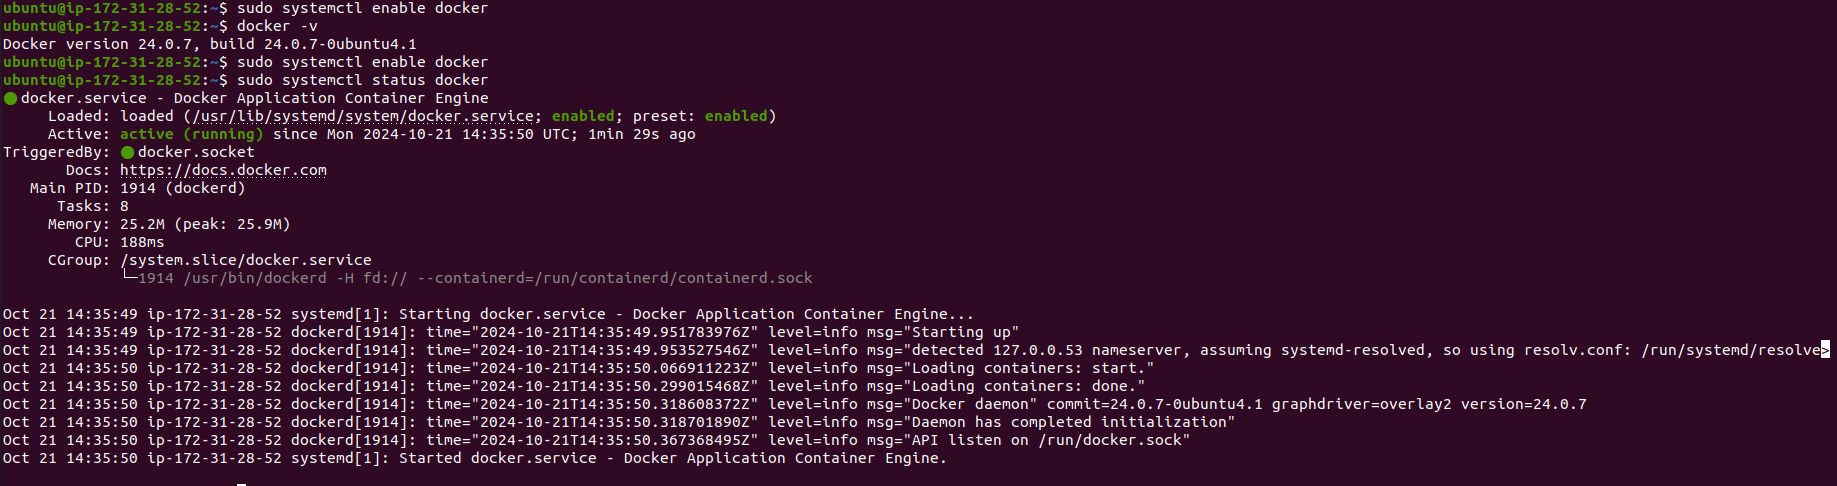 ubuntu@ip-172-31-28-52:~$ sudo systemctl enable docker
ubuntu@ip-172-31-28-52:~$ docker -v
Docker version 24.0.7, build 24.0.7-0ubuntu4.1
ubuntu@ip-172-31-28-52:~$ sudo systemctl enable docker
ubuntu@ip-172-31-28-52:~$ sudo systemctl status docker
● docker.service - Docker Application Container Engine
     Loaded: loaded (/usr/lib/systemd/system/docker.service; enabled; preset: enabled)
     Active: active (running) since Mon 2024-10-21 14:35:50 UTC; 1min 29s ago
TriggeredBy: ● docker.socket
       Docs: https://docs.docker.com
   Main PID: 1914 (dockerd)
      Tasks: 8
     Memory: 25.2M (peak: 25.9M)
        CPU: 188ms
     CGroup: /system.slice/docker.service
             └─1914 /usr/bin/dockerd -H fd:// --containerd=/run/containerd/containerd.sock

Oct 21 14:35:49 ip-172-31-28-52 systemd[1]: Starting docker.service - Docker Application Container Engine...
Oct 21 14:35:49 ip-172-31-28-52 dockerd[1914]: time="2024-10-21T14:35:49.951783976Z" level=info msg="Starting up"
Oct 21 14:35:49 ip-172-31-28-52 dockerd[1914]: time="2024-10-21T14:35:49.953527546Z" level=info msg="detected 127.0.0.53 nameserver, assuming systemd-resolved, so using resolv.conf: /run/systemd/resolve>
Oct 21 14:35:50 ip-172-31-28-52 dockerd[1914]: time="2024-10-21T14:35:50.066911223Z" level=info msg="Loading containers: start."
Oct 21 14:35:50 ip-172-31-28-52 dockerd[1914]: time="2024-10-21T14:35:50.299015468Z" level=info msg="Loading containers: done."
Oct 21 14:35:50 ip-172-31-28-52 dockerd[1914]: time="2024-10-21T14:35:50.318608372Z" level=info msg="Docker daemon" commit=24.0.7-0ubuntu4.1 graphdriver=overlay2 version=24.0.7
Oct 21 14:35:50 ip-172-31-28-52 dockerd[1914]: time="2024-10-21T14:35:50.318701890Z" level=info msg="Daemon has completed initialization"
Oct 21 14:35:50 ip-172-31-28-52 dockerd[1914]: time="2024-10-21T14:35:50.367368495Z" level=info msg="API listen on /run/docker.sock"
Oct 21 14:35:50 ip-172-31-28-52 systemd[1]: Started docker.service - Docker Application Container Engine.